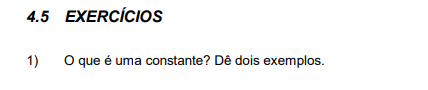 4.5 EXERCÍCIOS
1) O que é uma constante? Dê dois exemplos.